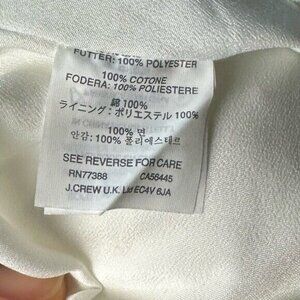 FUTTER: 100% POLYESTER
100% COTONE
FODERA: 100% POLIESTERE
綿 100%
ライニング: ポリエステル 100%
100% 면
안감: 100% 폴리에스테르
SEE REVERSE FOR CARE
RN77388 CA56445
J.CREW U.K. Ltd EC4V 6JA